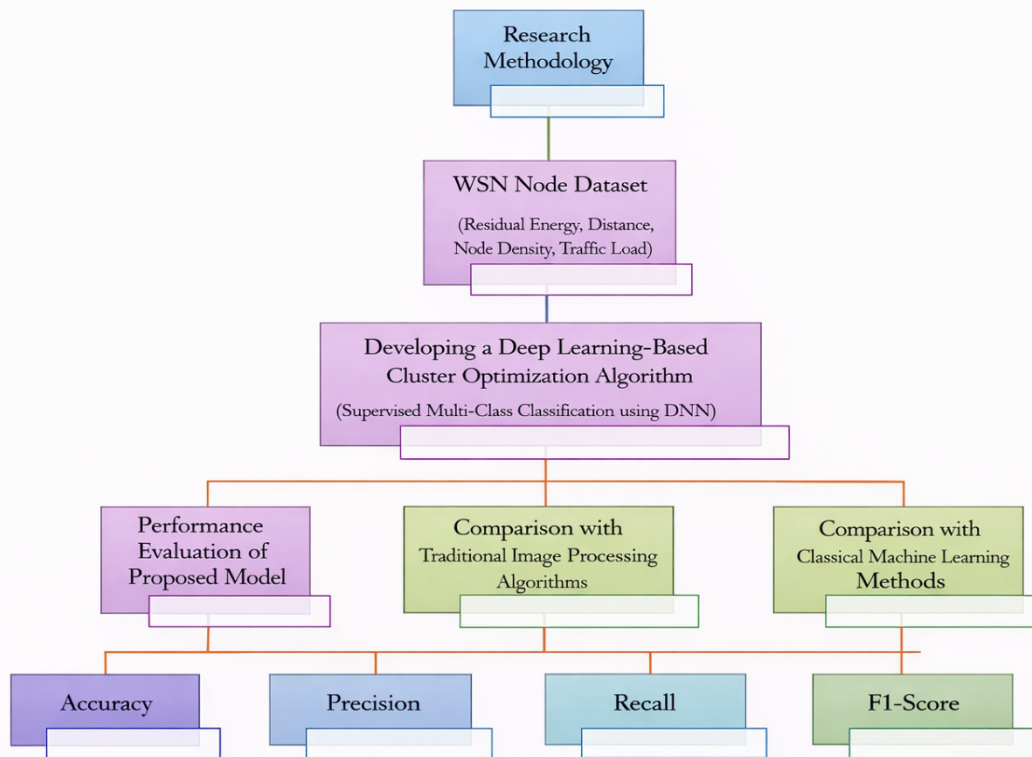 Research
Methodology
WSN Node Dataset
(Residual Energy, Distance,
Node Density, Traffic Load)
Developing a Deep Learning-Based
Cluster Optimization Algorithm
(Supervised Multi-Class Classification using DNN)
Performance
Evaluation of
Proposed Model
Comparison with
Traditional Image Processing
Algorithms
Comparison with
Classical Machine Learning
Methods
Accuracy
Precision
Recall
F1-Score